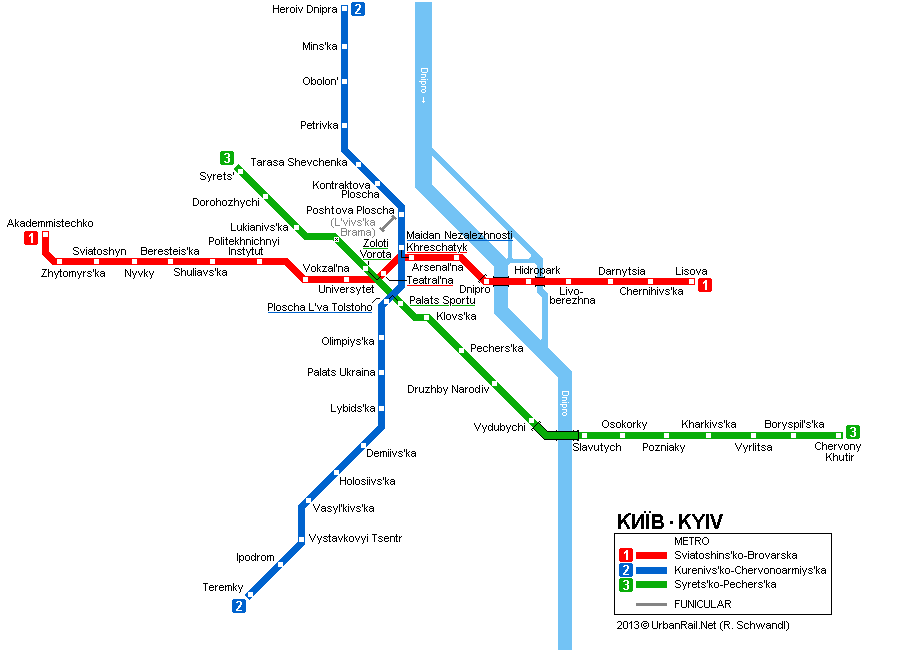 Heroiv Dnipra
2
Mins'ka
Obolon'
Petrivka
Dnipro →
3
Syrets'
Tarasa Shevchenka
Kontraktova
Ploscha
Dorohozhychi
Poshtova Ploscha
(L'vivs'ka
Brama)
Akademmistechko
1
Lukianivs'ka
Politekhnichnyi
Instytut
Sviatoshyn
Beresteis'ka
Zhytomyrs'ka
Nyvky
Shuliavs'ka
Vokzal'na
Universytet
Zoloti
Vorota
Maidan Nezalezhnosti
Khreschatyk
Arsenal'na
Teatral'na
Dnipro
Hidropark
Livo-
berezhna
Darnytsia
Chernihivs'ka
Lisova
1
Ploscha L'va Tolstoho
Palats Sportu
Klovs'ka
Olimpiys'ka
Pechers'ka
Palats Ukraina
Druzhby Narodiv
Dnipro
Lybids'ka
Vydubychi
Slavutych
Osokorky
Pozniaky
Kharkivs'ka
Vyrlitsa
Boryspil's'ka
3
Chervony
Khutir
Demiivs'ka
Holosiivs'ka
Vasyl'kivs'ka
Vystavkovyi Tsentr
Ipodrom
Teremky
2
КИЇВ · KYIV
METRO
1 Sviatoshins'ko-Brovarska
2 Kurenivs'ko-Chervonoarmiys'ka
3 Syrets'ko-Pechers'ka
FUNICULAR
2013 © UrbanRail.Net (R. Schwandl)